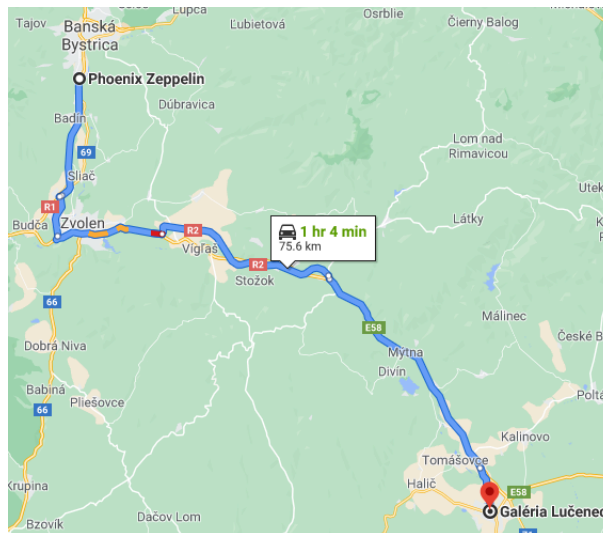 Tajov
Banská
Bystrica
Lupča
Ľubietová
Osrblie
Čierny Balog
Phoenix Zeppelin
Dúbravica
Badín
69
Lom nad
Rimavicou
Sliač
R1
Utek
Budča
Zvolen
R2
Vígľaš
1 hr 4 min
75.6 km
Látky
R2
Stožok
66
Málinec
E58
Dobrá Niva
Mýtna
České B
Divín
Babiná
66
Pliešovce
Poltá
Kalinovo
Tomášovce
Halič
Krupina
E58
Galéria Lučenec
Bzovík
Dačov Lom